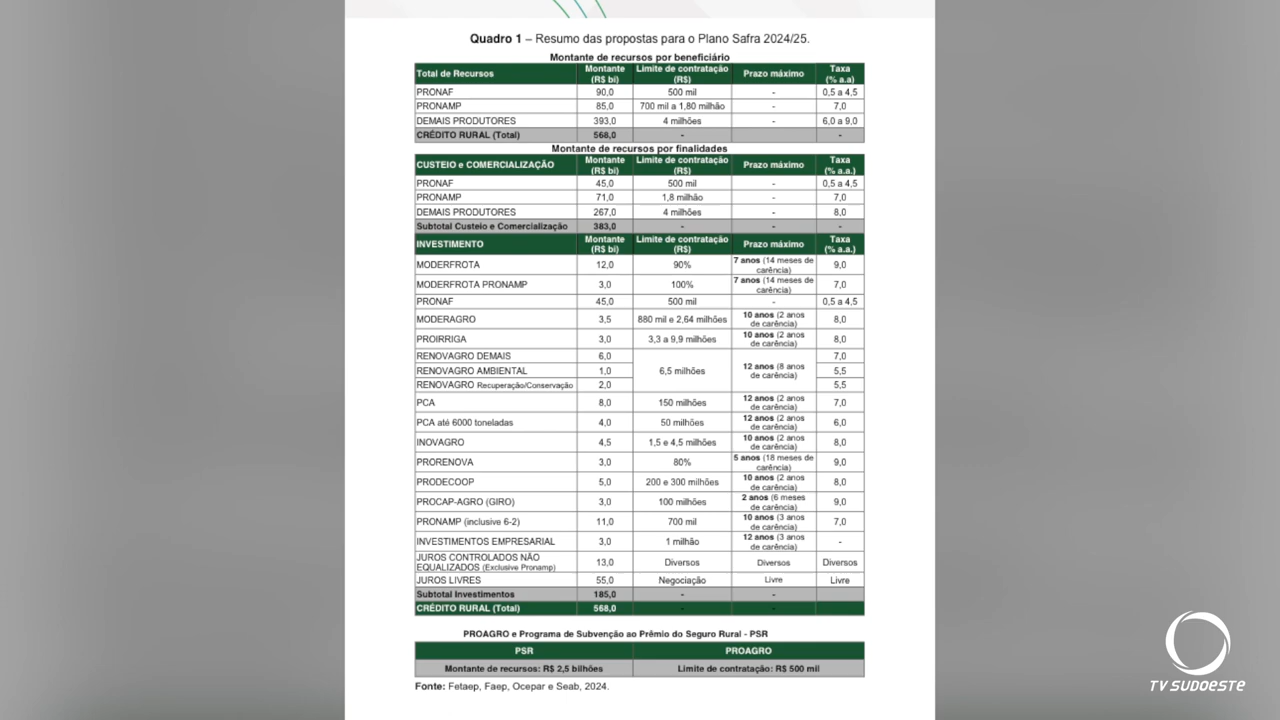 Quadro 1 – Resumo das propostas para o Plano Safra 2024/25.
Montante de recursos por beneficiário
Total de Recursos Montante (R$ bi) Limite de contratação (R$) Prazo máximo Taxa (% a.a)
PRONAF 90,0 500 mil - 0,5 a 4,5
PRONAMP 85,0 700 mil a 1,80 milhão - 7,0
DEMAIS PRODUTORES 393,0 4 milhões - 6,0 a 9,0
CRÉDITO RURAL (Total) 568,0 - -
Montante de recursos por finalidades
CUSTEIO e COMERCIALIZAÇÃO Montante (R$ bi) Limite de contratação (R$) Prazo máximo Taxa (% a.a.)
PRONAF 45,0 500 mil - 0,5 a 4,5
PRONAMP 71,0 1,8 milhão - 7,0
DEMAIS PRODUTORES 267,0 4 milhões - 8,0
Subtotal Custeio e Comercialização 383,0 - - -
INVESTIMENTO Montante (R$ bi) Limite de contratação (R$) Prazo máximo Taxa (% a.a.)
MODERFROTA 12,0 90% 7 anos (14 meses de carência) 9,0
MODERFROTA PRONAMP 3,0 100% 7 anos (14 meses de carência) 7,0
PRONAF 45,0 500 mil - 0,5 a 4,5
MODERAGRO 3,5 880 mil e 2,64 milhões 10 anos (2 anos de carência) 8,0
PROIRRIGA 3,0 3,3 a 9,9 milhões 10 anos (2 anos de carência) 8,0
RENOVAGRO DEMAIS 6,0 7,0
RENOVAGRO AMBIENTAL 1,0 6,5 milhões 12 anos (8 anos de carência) 5,5
RENOVAGRO Recuperação/Conservação 2,0 5,5
PCA 8,0 150 milhões 12 anos (2 anos de carência) 7,0
PCA até 6000 toneladas 4,0 50 milhões 12 anos (2 anos de carência) 6,0
INOVAGRO 4,5 1,5 e 4,5 milhões 10 anos (2 anos de carência) 8,0
PRORENOVA 3,0 80% 5 anos (18 meses de carência) 9,0
PRODECOOP 5,0 200 e 300 milhões 10 anos (2 anos de carência) 8,0
PROCAP-AGRO (GIRO) 3,0 100 milhões 2 anos (6 meses de carência) 9,0
PRONAMP (inclusive 6-2) 11,0 700 mil 10 anos (3 anos de carência) 7,0
INVESTIMENTOS EMPRESARIAL 3,0 1 milhão 12 anos (3 anos de carência) -
JUROS CONTROLADOS NÃO EQUALIZADOS (Exclusive Pronamp) 13,0 Diversos Diversos Diversos
JUROS LIVRES 55,0 Negociação Livre Livre
Subtotal Investimentos 185,0 - -
CRÉDITO RURAL (Total) 568,0 - -
PROAGRO e Programa de Subvenção ao Prêmio do Seguro Rural - PSR
PSR PROAGRO
Montante de recursos: R$ 2,5 bilhões Limite de contratação: R$ 500 mil
Fonte: Fetaep, Faep, Ocepar e Seab, 2024.
TV SUDOESTE